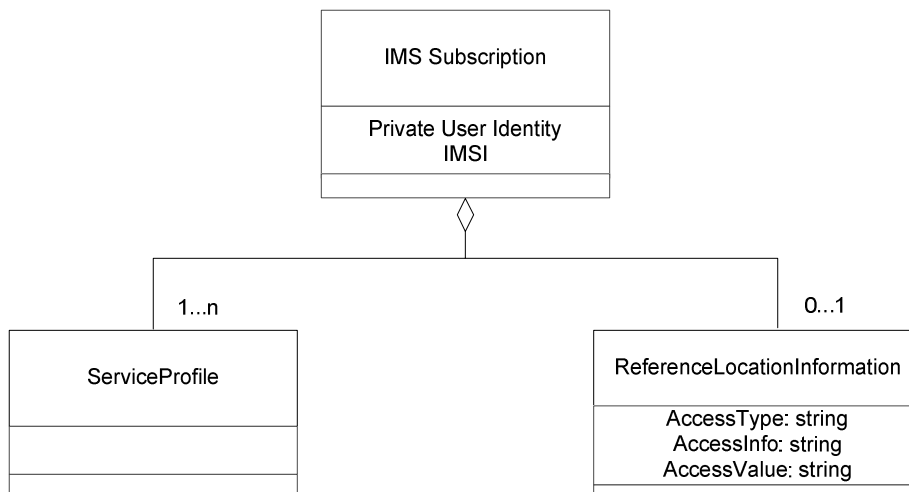 IMS Subscription
Private User Identity
IMSI
1...n
0...1
ServiceProfile
ReferenceLocationInformation
AccessType: string
AccessInfo: string
AccessValue: string